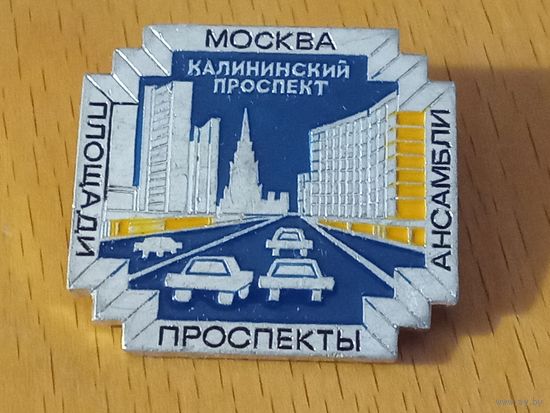 МОСКВА
КАЛИНИНСКИЙ
ПРОСПЕКТ
ПЛОЩАДИ
АНСАМБЛИ
ПРОСПЕКТЫ